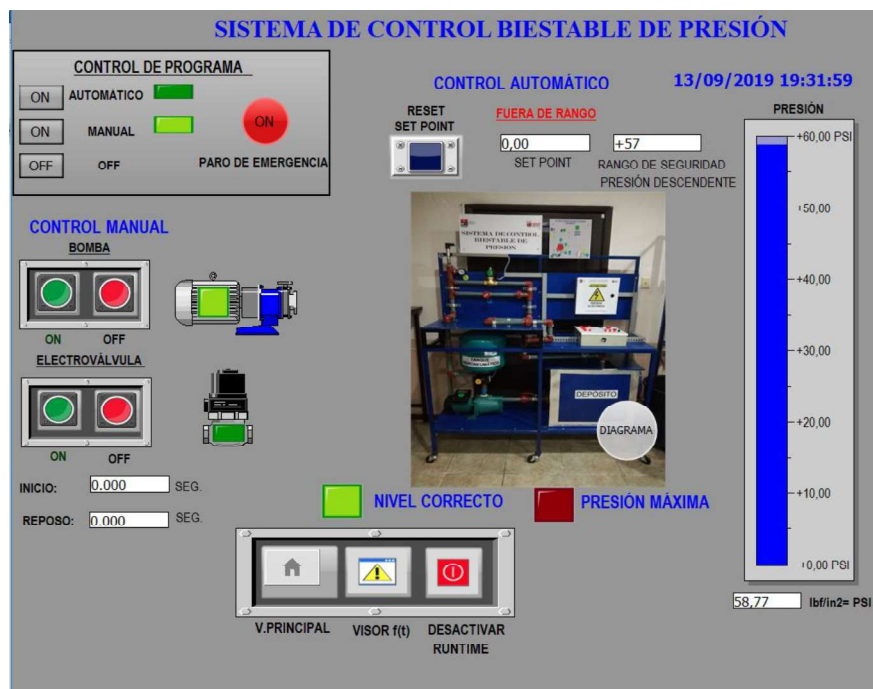 SISTEMA DE CONTROL BIESTABLE DE PRESIÓN
CONTROL DE PROGRAMA
ON
AUTOMATICO
ON
MANUAL
OFF
OFF
ON
PARO DE EMERGENCIA
CONTROL AUTOMÁTICO
13/09/2019 19:31:59
RESET
SET POINT
FUERA DE RANGO
0,00
SET POINT
+57
RANGO DE SEGURIDAD
PRESIÓN DESCENDENTE
PRESIÓN
+60,00 PSI
+50,00
+40,00
+30,00
+20,00
+10,00
+0,00 PSI
58,77 lbf/in2= PSI
CONTROL MANUAL
BOMBA
ON OFF
ELECTROVÁLVULA
ON OFF
INICIO: 0.000 SEG.
REPOSO: 0.000 SEG.
SISTEMA DE CONTROL
BIESTABLE DE
PRESIÓN
TANQUE
DEPÓSITO
DIAGRAMA
NIVEL CORRECTO
PRESIÓN MÁXIMA
V.PRINCIPAL
VISOR f(t)
DESACTIVAR
RUNTIME